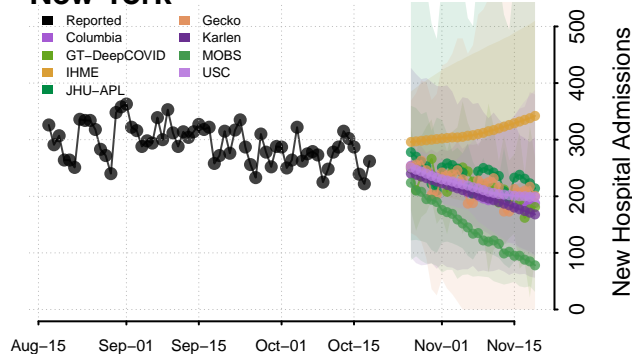 New York
Reported
Columbia
GT−DeepCOVID
IHME
JHU−APL
Gecko
Karlen
MOBS
USC
0
100
200
300
400
500
New Hospital Admissions
Aug−15
Sep−01
Sep−15
Oct−01
Oct−15
Nov−01
Nov−15